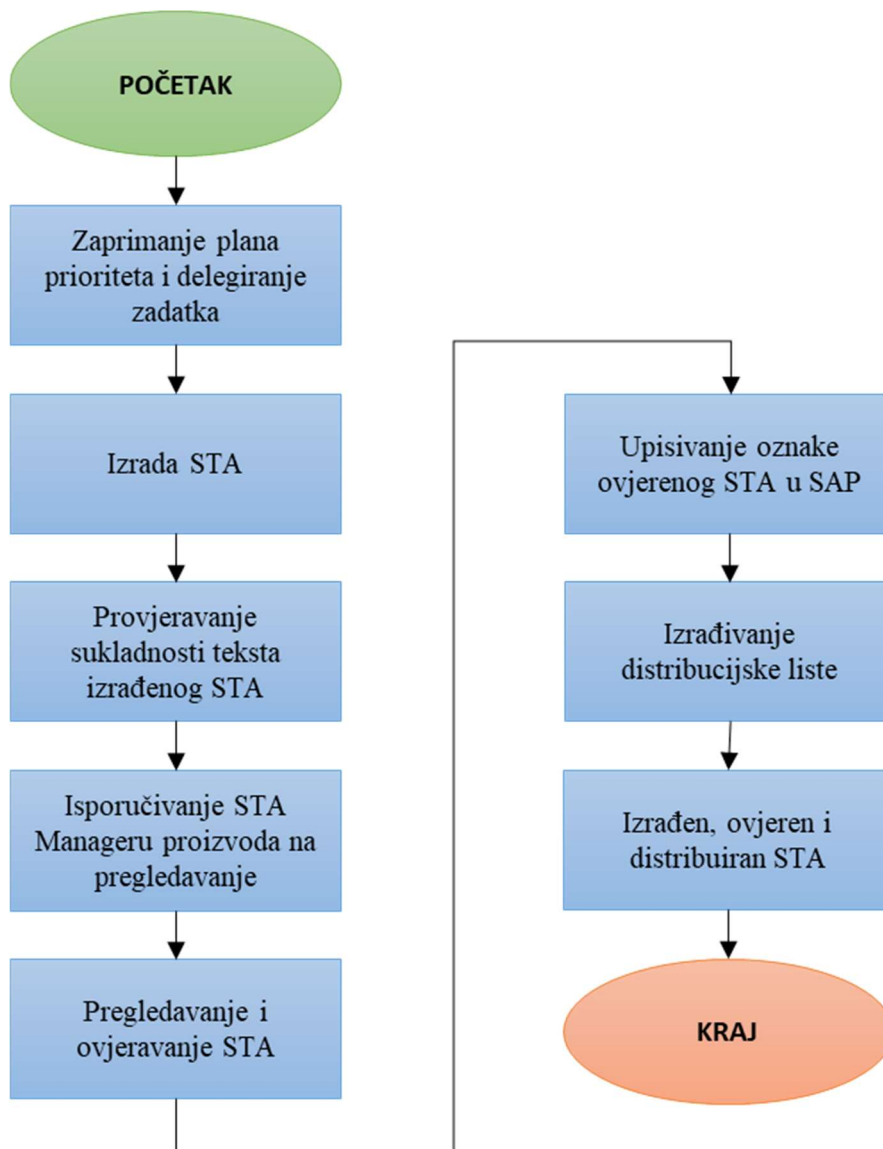 POČETAK
Zaprimanje plana
prioriteta i delegiranje
zadatka
Izrada STA
Provjeravanje
sukladnosti teksta
izrađenog STA
Isporučivanje STA
Manageru proizvoda na
pregledavanje
Pregledavanje i
ovjeravanje STA
Upisivanje oznake
ovjerenog STA u SAP
Izrađivanje
distribucijske liste
Izrađen, ovjeren i
distribuiran STA
KRAJ